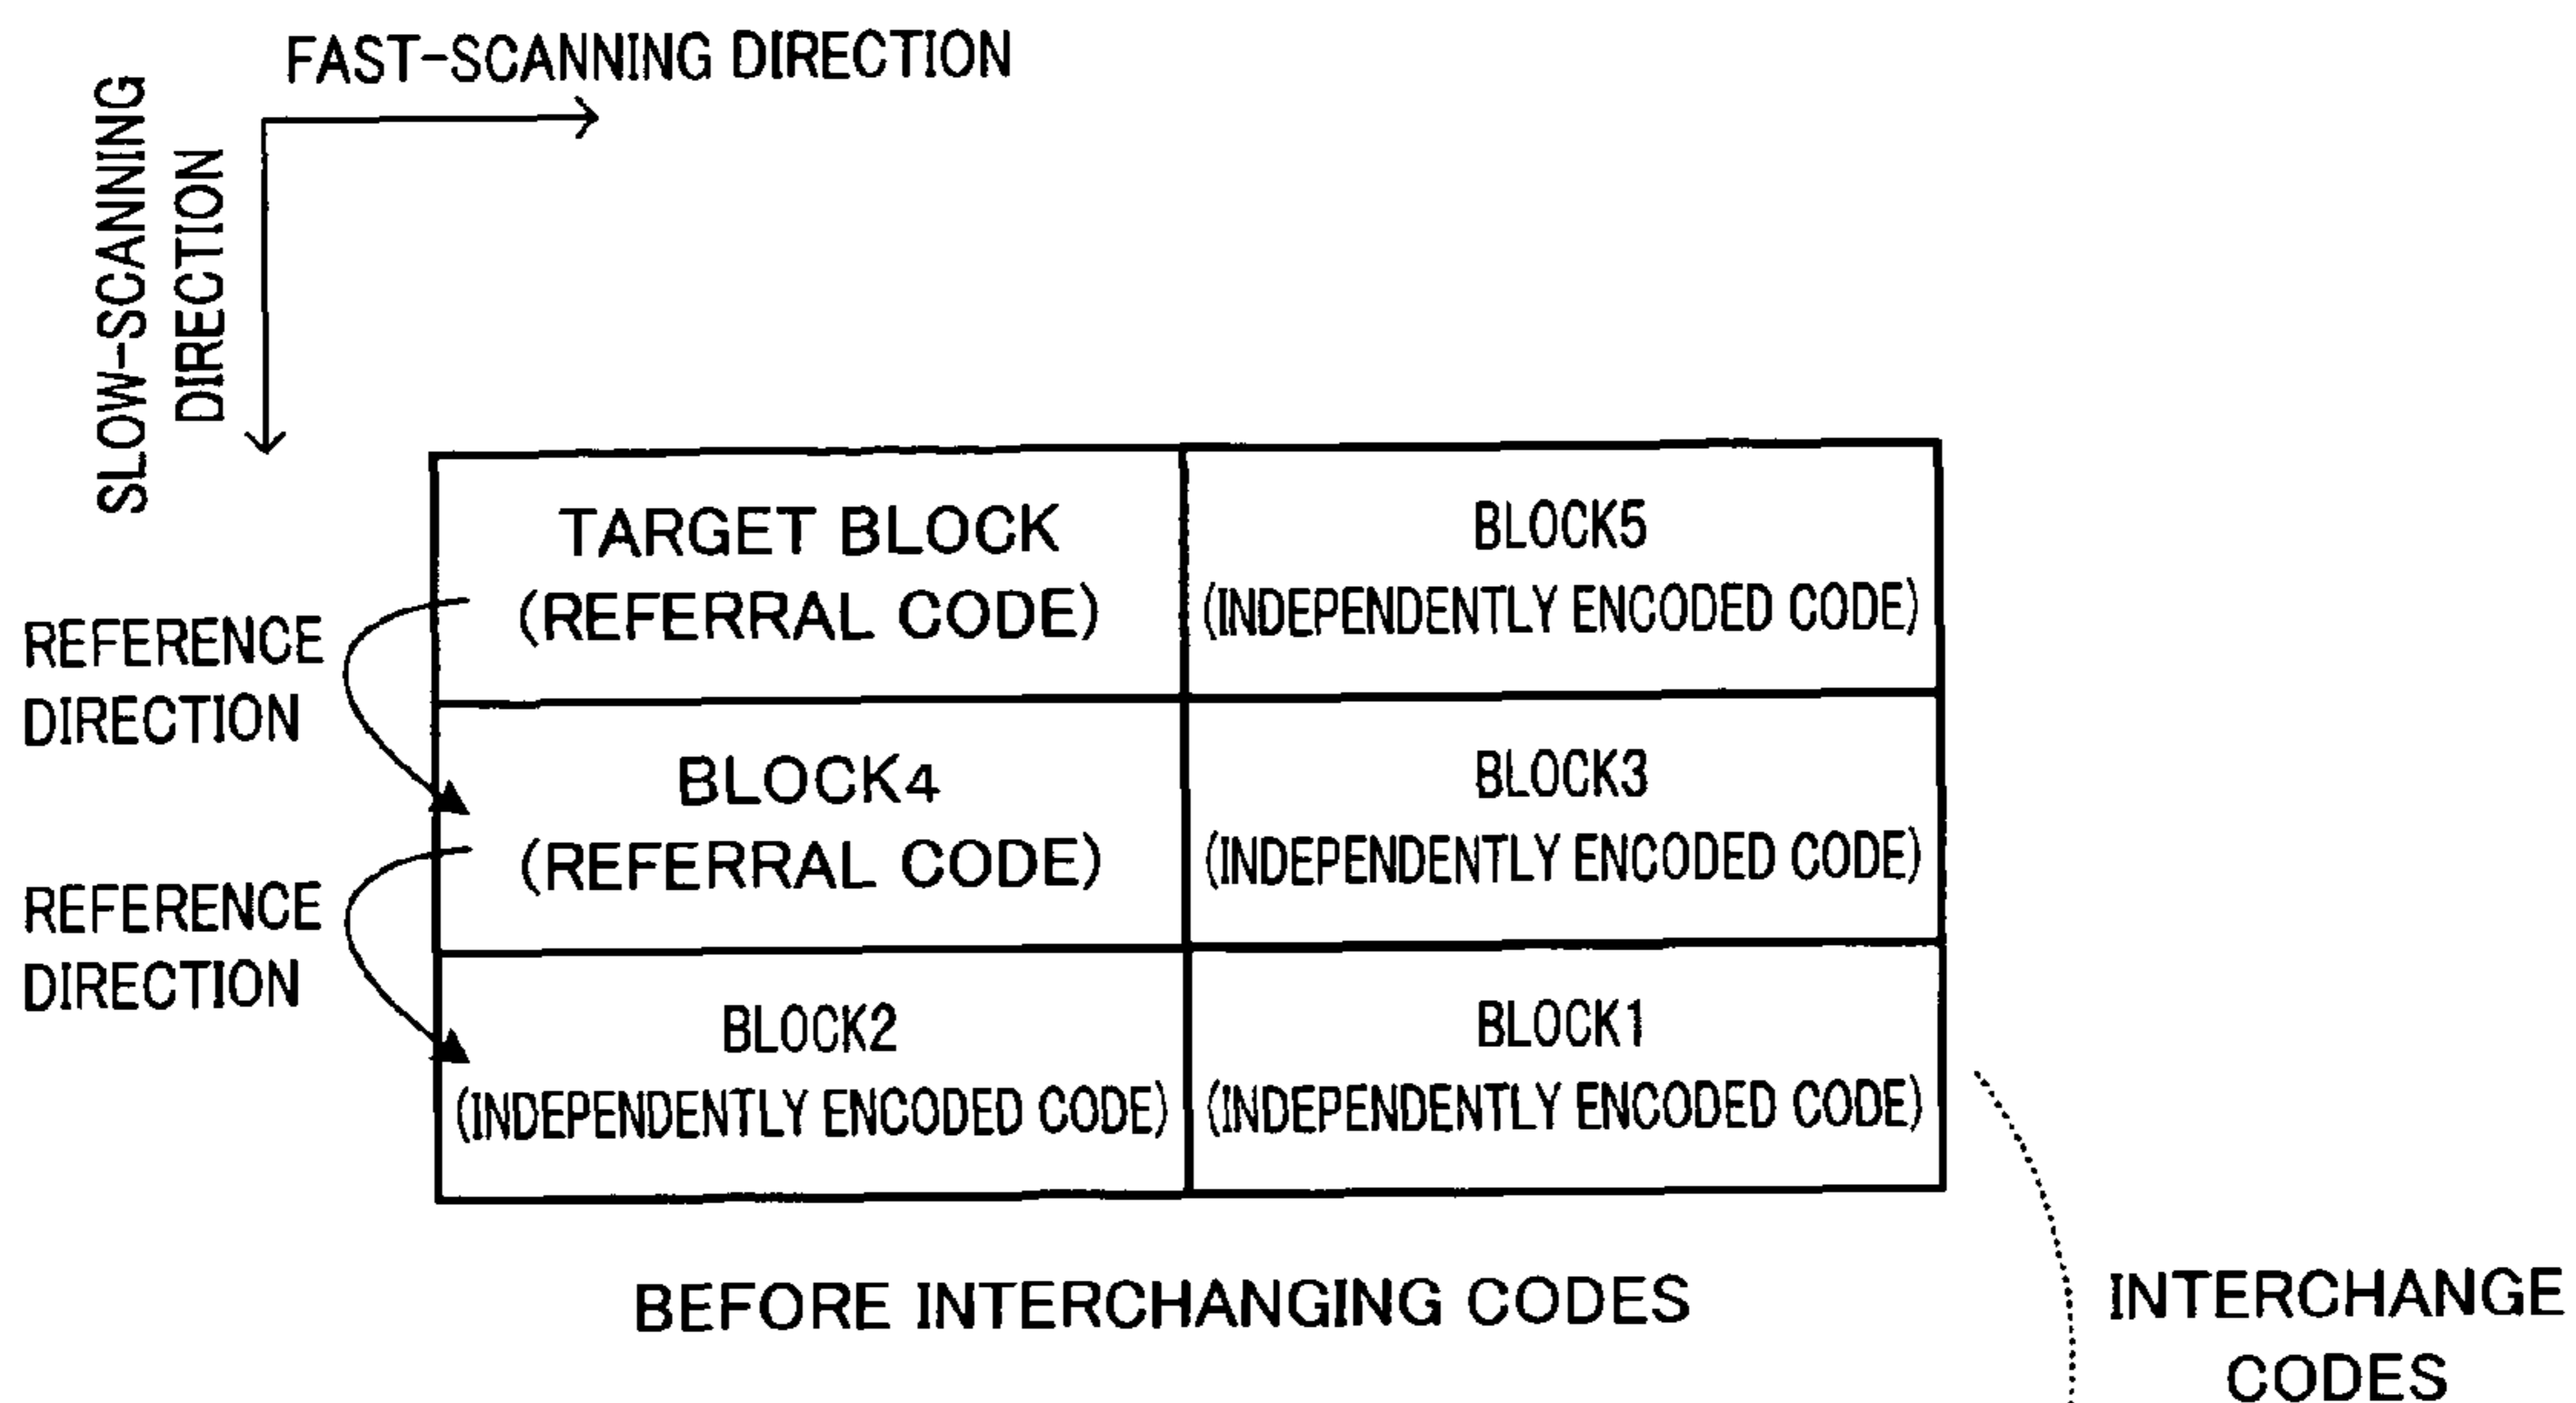 FAST-SCANNING DIRECTION
SLOW-SCANNING
DIRECTION
TARGET BLOCK
(REFERRAL CODE)
BLOCK5
(INDEPENDENTLY ENCODED CODE)
REFERENCE
DIRECTION
BLOCK4
(REFERRAL CODE)
BLOCK3
(INDEPENDENTLY ENCODED CODE)
REFERENCE
DIRECTION
BLOCK2
(INDEPENDENTLY ENCODED CODE)
BLOCK1
(INDEPENDENTLY ENCODED CODE)
BEFORE INTERCHANGING CODES
INTERCHANGE
CODES